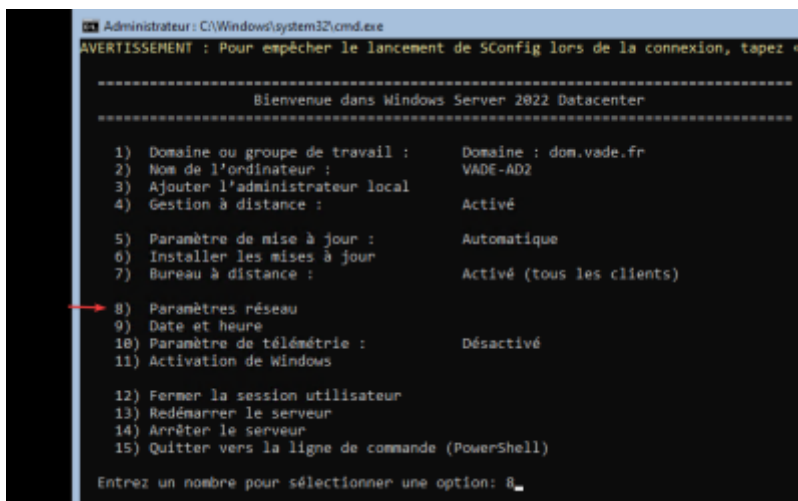 Administrateur : C:\Windows\system32\cmd.exe
AVERTISSEMENT : Pour empêcher le lancement de SConfig lors de la connexion, tapez «
================================================================
Bienvenue dans Windows Server 2022 Datacenter
================================================================
1) Domaine ou groupe de travail : Domaine : dom.vade.fr
2) Nom de l'ordinateur : VADE-AD2
3) Ajouter l'administrateur local
4) Gestion à distance : Activé
5) Paramètre de mise à jour : Automatique
6) Installer les mises à jour
7) Bureau à distance : Activé (tous les clients)
8) Paramètres réseau
9) Date et heure
10) Paramètre de télémétrie : Désactivé
11) Activation de Windows
12) Fermer la session utilisateur
13) Redémarrer le serveur
14) Arrêter le serveur
15) Quitter vers la ligne de commande (PowerShell)
Entrez un nombre pour sélectionner une option: 8_